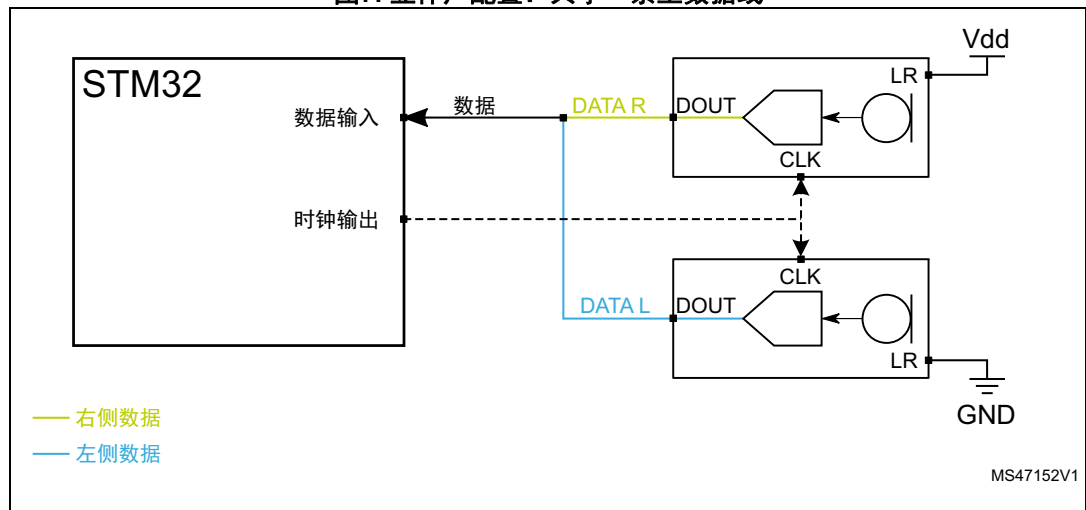 Vdd
STM32
LR
数据输入
数据
DATA R
DOUT
CLK
时钟输出
CLK
DATA L
DOUT
LR
GND
右侧数据
左侧数据
MS47152V1